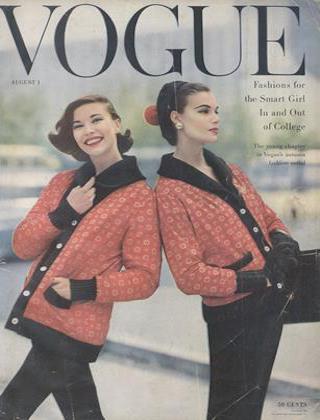 VOGUE
AUGUST 1
Fashions for
the Smart Girl
In and Out
of College
The young chapter
in Vogue's autumn
fashion serial
50 CENTS